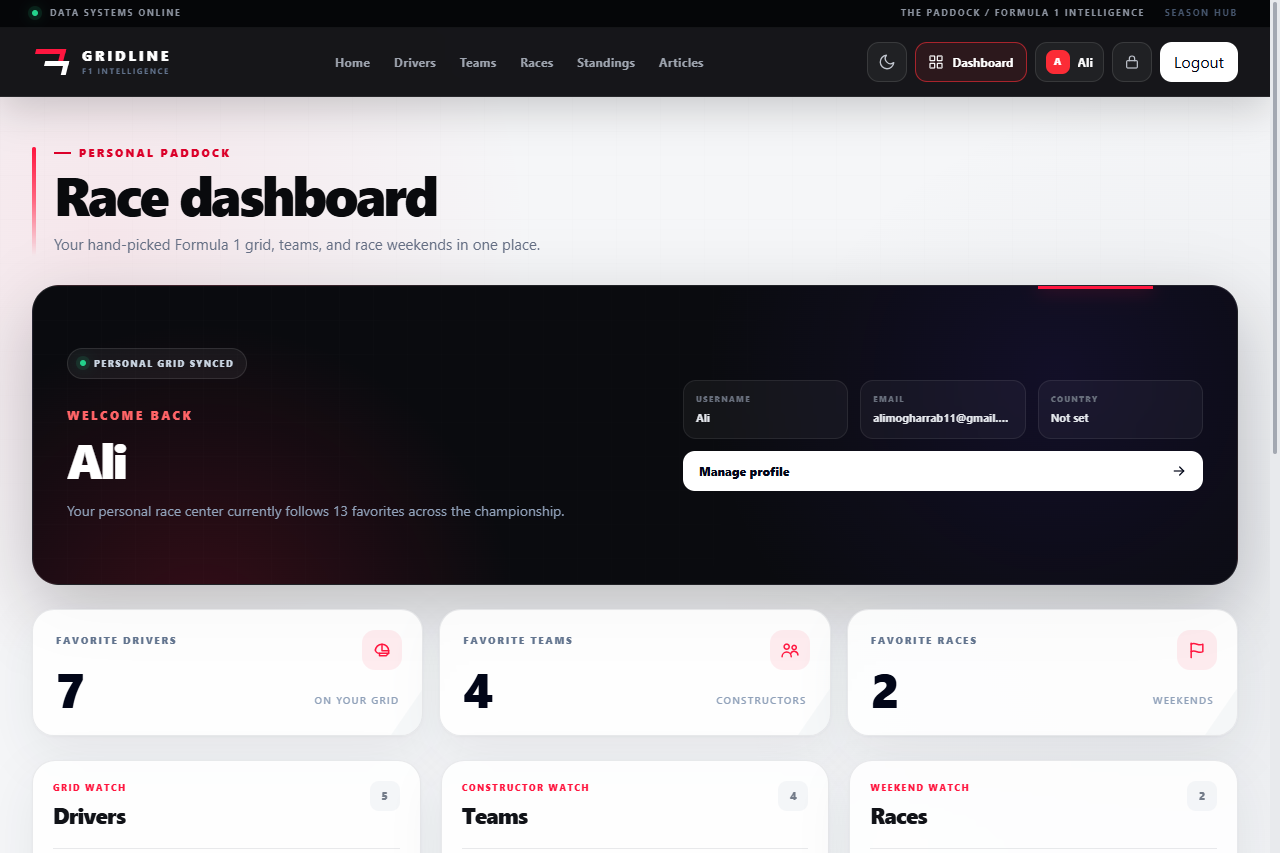 DATA SYSTEMS ONLINE
THE PADDOCK / FORMULA 1 INTELLIGENCE SEASON HUB
GRIDLINE
F1 INTELLIGENCE
Home Drivers Teams Races Standings Articles
Dashboard
A Ali
Logout
PERSONAL PADDOCK
Race dashboard
Your hand-picked Formula 1 grid, teams, and race weekends in one place.
PERSONAL GRID SYNCED
WELCOME BACK
Ali
Your personal race center currently follows 13 favorites across the championship.
USERNAME
Ali
EMAIL
alimogharrab11@gmail....
COUNTRY
Not set
Manage profile
FAVORITE DRIVERS
7
ON YOUR GRID
FAVORITE TEAMS
4
CONSTRUCTORS
FAVORITE RACES
2
WEEKENDS
GRID WATCH
Drivers
5
CONSTRUCTOR WATCH
Teams
4
WEEKEND WATCH
Races
2